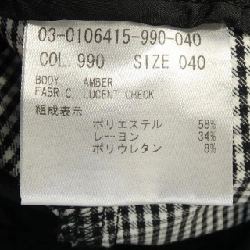 03-0106415-990-040
COL 990 SIZE 040
BODY AMBER
FABRIC LUCENT CHECK
組成表示
ポリエステル 58%
レーヨン 34%
ポリウレタン 8%